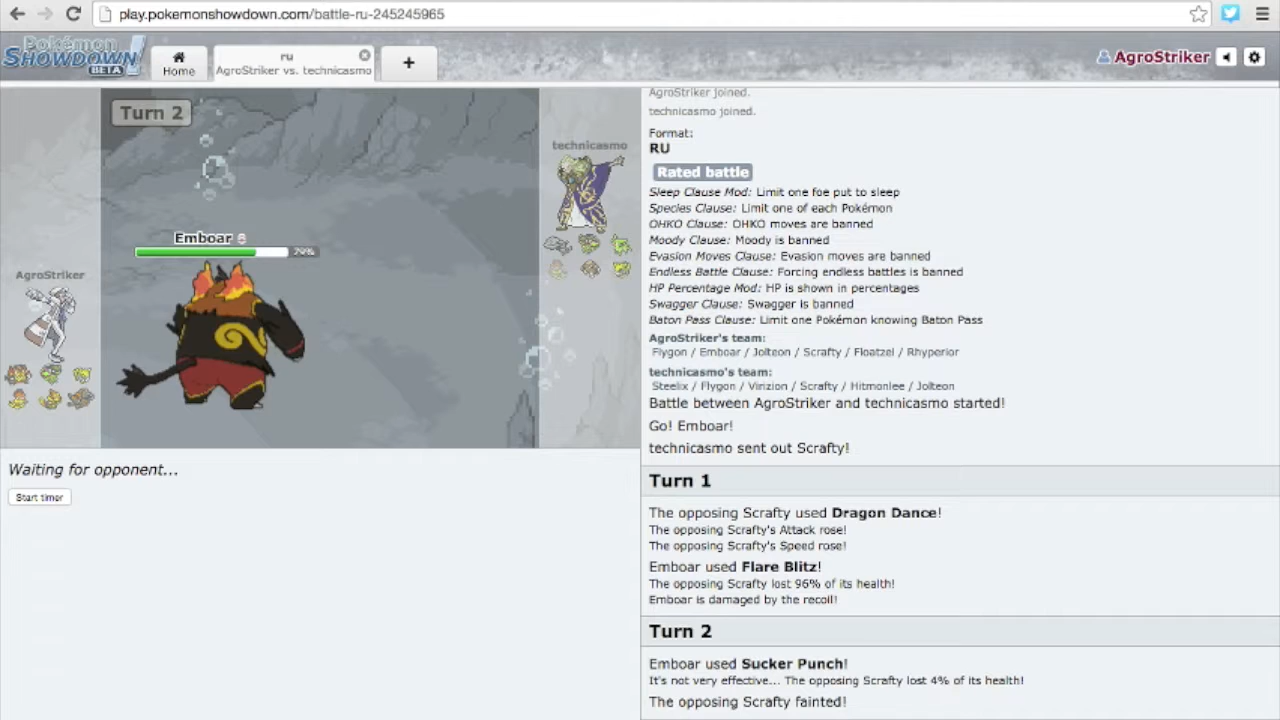 play.pokemonshowdown.com/battle-ru-245245965
Pokémon
SHOWDOWN!
BETA
Home
ru
AgroStriker vs. technicasmo
+
AgroStriker
Turn 2
technicasmo
Emboar
79%
AgroStriker
Waiting for opponent...
Start timer
AgroStriker joined.
technicasmo joined.
Format:
RU
Rated battle
Sleep Clause Mod: Limit one foe put to sleep
Species Clause: Limit one of each Pokémon
OHKO Clause: OHKO moves are banned
Moody Clause: Moody is banned
Evasion Moves Clause: Evasion moves are banned
Endless Battle Clause: Forcing endless battles is banned
HP Percentage Mod: HP is shown in percentages
Swagger Clause: Swagger is banned
Baton Pass Clause: Limit one Pokémon knowing Baton Pass
AgroStriker's team:
Flygon / Emboar / Jolteon / Scrafty / Floatzel / Rhyperior
technicasmo's team:
Steelix / Flygon / Virizion / Scrafty / Hitmonlee / Jolteon
Battle between AgroStriker and technicasmo started!
Go! Emboar!
technicasmo sent out Scrafty!
Turn 1
The opposing Scrafty used Dragon Dance!
The opposing Scrafty's Attack rose!
The opposing Scrafty's Speed rose!
Emboar used Flare Blitz!
The opposing Scrafty lost 96% of its health!
Emboar is damaged by the recoil!
Turn 2
Emboar used Sucker Punch!
It's not very effective... The opposing Scrafty lost 4% of its health!
The opposing Scrafty fainted!